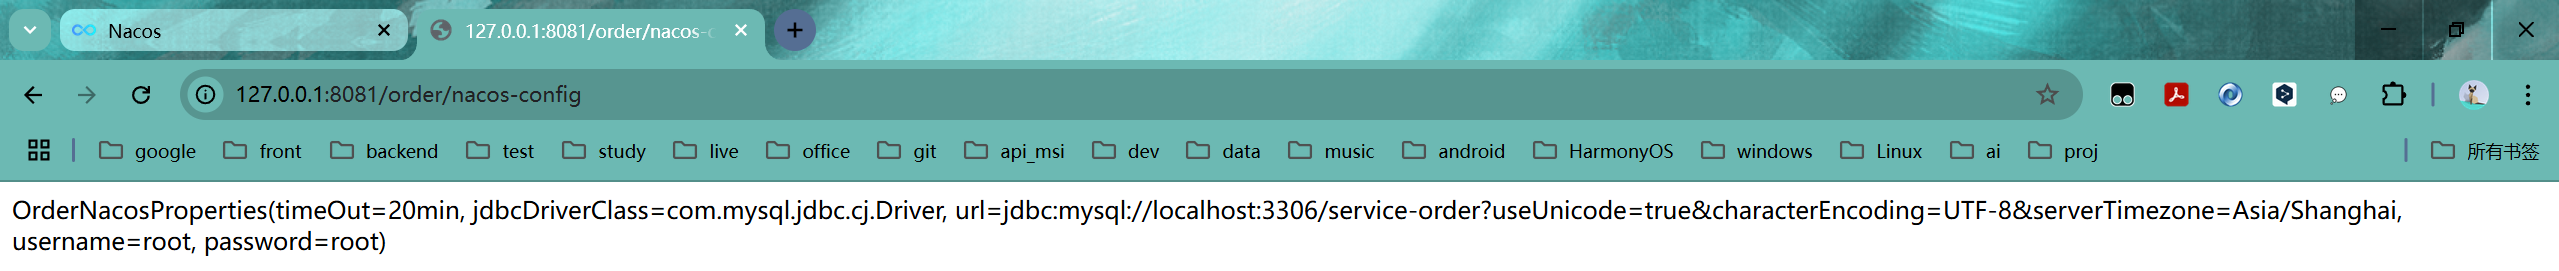 Nacos
127.0.0.1:8081/order/nacos-c
127.0.0.1:8081/order/nacos-config
google front backend test study live office git api_msi dev data music android HarmonyOS windows Linux ai proj 所有书签
OrderNacosProperties(timeOut=20min, jdbcDriverClass=com.mysql.jdbc.cj.Driver, url=jdbc:mysql://localhost:3306/service-order?useUnicode=true&characterEncoding=UTF-8&serverTimezone=Asia/Shanghai,
username=root, password=root)